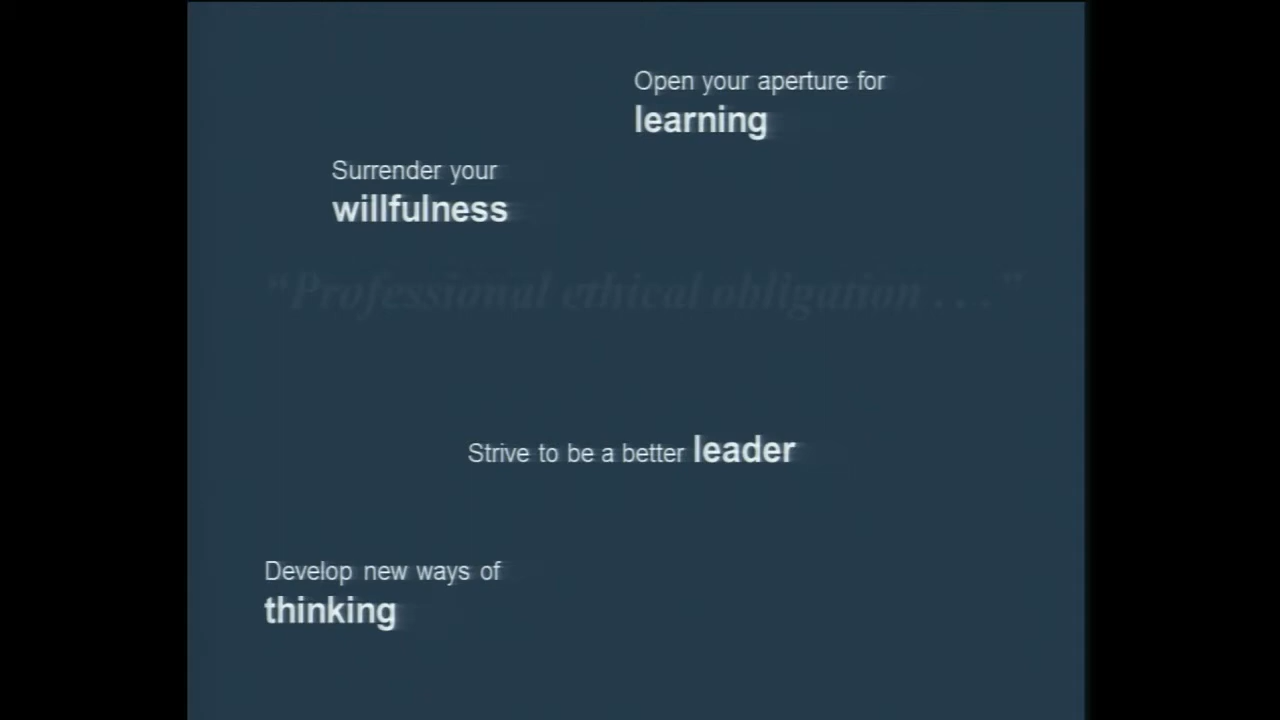 Open your aperture for
learning
Surrender your
willfulness
“Professional ethical obligation . . .”
Strive to be a better leader
Develop new ways of
thinking